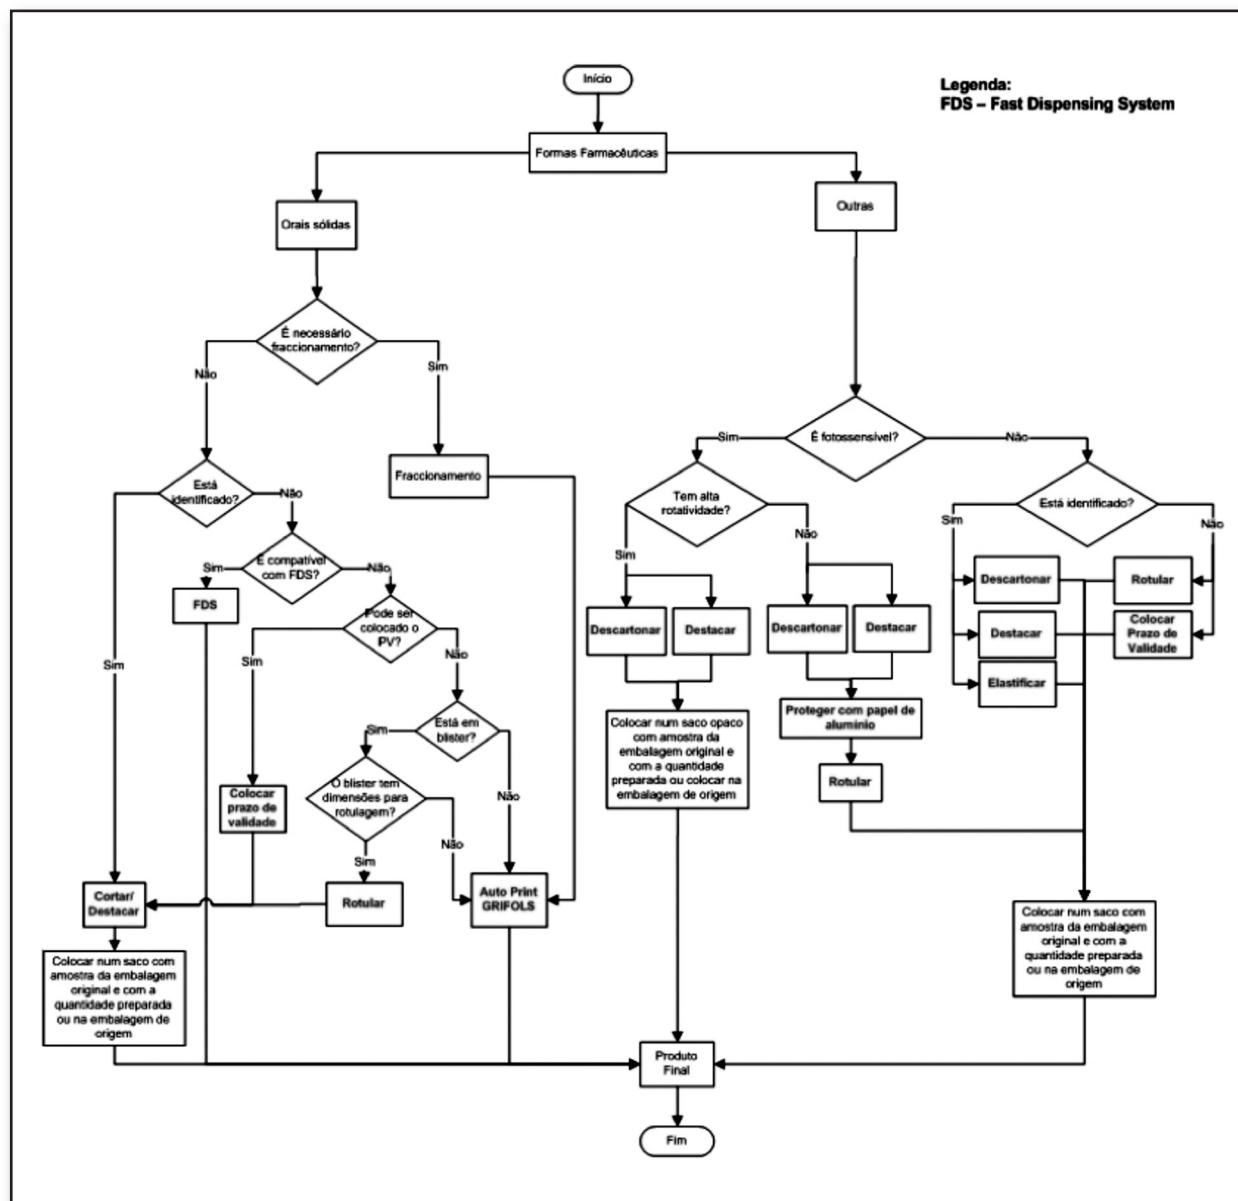 Início
Legenda:
FDS – Fast Dispensing System
Formas Farmacêuticas
Orais sólidas
Outras
É necessário
fraccionamento?
Não
Sim
Fraccionamento
Está
identificado?
Não
Sim
É compatível
com FDS?
Sim
Não
FDS
Pode ser
colocado o
PV?
Sim
Não
Está em
blister?
Sim
Não
O blister tem
dimensões para
rotulagem?
Não
Sim
Colocar
prazo de
validade
Cortar/
Destacar
Rotular
Auto Print
GRIFOLS
Colocar num saco com
amostra da embalagem
original e com a
quantidade preparada
ou na embalagem de
origem
É fotossensível?
Sim
Não
Tem alta
rotatividade?
Sim
Não
Descartonar
Destacar
Descartonar
Destacar
Colocar num saco opaco
com amostra da
embalagem original e
com a quantidade
preparada ou colocar na
embalagem de origem
Proteger com papel de
alumínio
Rotular
Está identificado?
Sim
Não
Descartonar
Rotular
Destacar
Colocar
Prazo de
Validade
Elastificar
Colocar num saco com
amostra da embalagem
original e com a
quantidade preparada
ou na embalagem de
origem
Produto
Final
Fim